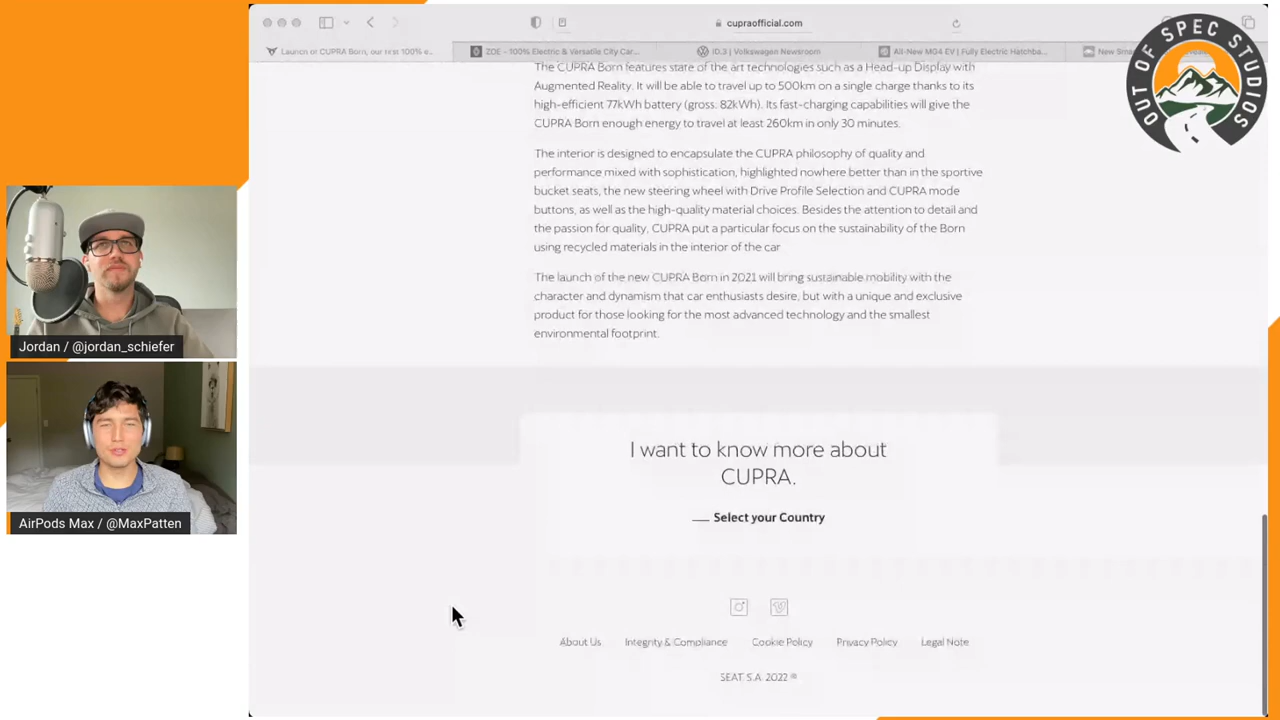 cupraofficial.com
Launch or CUPRA Born, our first 100% e...
ZOE - 100% Electric & Versatile City Car...
ID.3 | Volkswagen Newsroom
All-New MG4 EV | Fully Electric Hatchba...
New Sma
OUT OF SPEC STUDIOS
The CUPRA Born features state of the art technologies such as a Head-up Display with
Augmented Reality. It will be able to travel up to 500km on a single charge thanks to its
high-efficient 77kWh battery (gross: 82kWh). Its fast-charging capabilities will give the
CUPRA Born enough energy to travel at least 260km in only 30 minutes.
The interior is designed to encapsulate the CUPRA philosophy of quality and
performance mixed with sophistication, highlighted nowhere better than in the sportive
bucket seats, the new steering wheel with Drive Profile Selection and CUPRA mode
buttons, as well as the high-quality material choices. Besides the attention to detail and
the passion for quality, CUPRA put a particular focus on the sustainability of the Born
using recycled materials in the interior of the car
The launch of the new CUPRA Born in 2021 will bring sustainable mobility with the
character and dynamism that car enthusiasts desire, but with a unique and exclusive
product for those looking for the most advanced technology and the smallest
environmental footprint.
Jordan / @jordan_schiefer
AirPods Max / @MaxPatten
I want to know more about
CUPRA.
Select your Country
About Us Integrity & Compliance Cookie Policy Privacy Policy Legal Note
SEAT S.A. 2022 ®